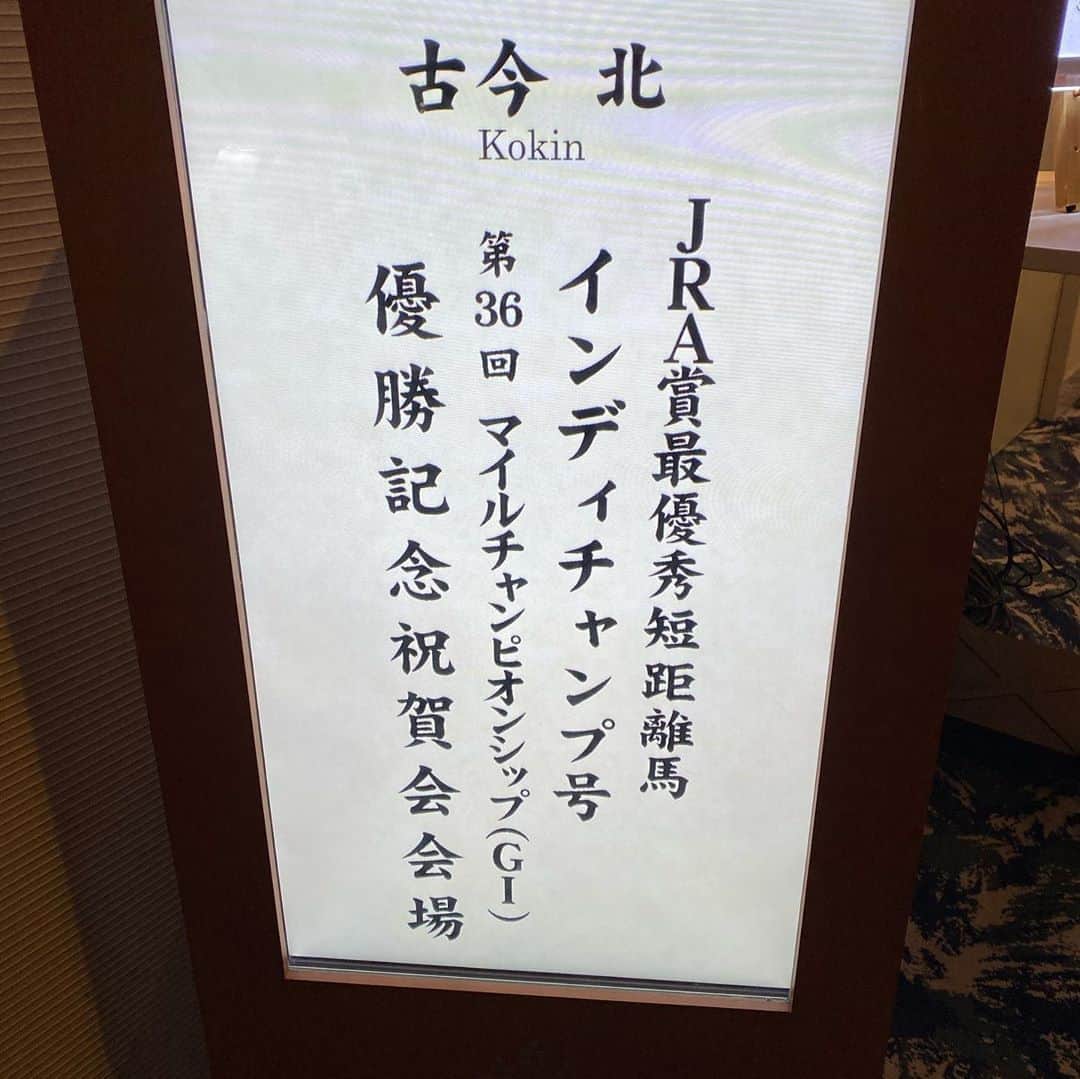 古今 北
Kokin
JRA賞最優秀短距離馬
インディチャンプ号
第36回 マイルチャンピオンシップ(GI)
優勝記念祝賀会会場